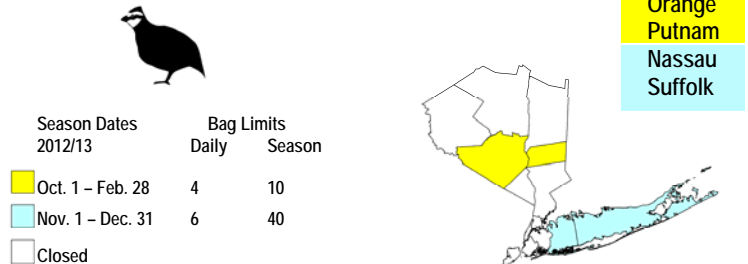 Orange
Putnam
Nassau
Suffolk
Season Dates Bag Limits
2012/13 Daily Season
Oct. 1 – Feb. 28 4 10
Nov. 1 – Dec. 31 6 40
Closed